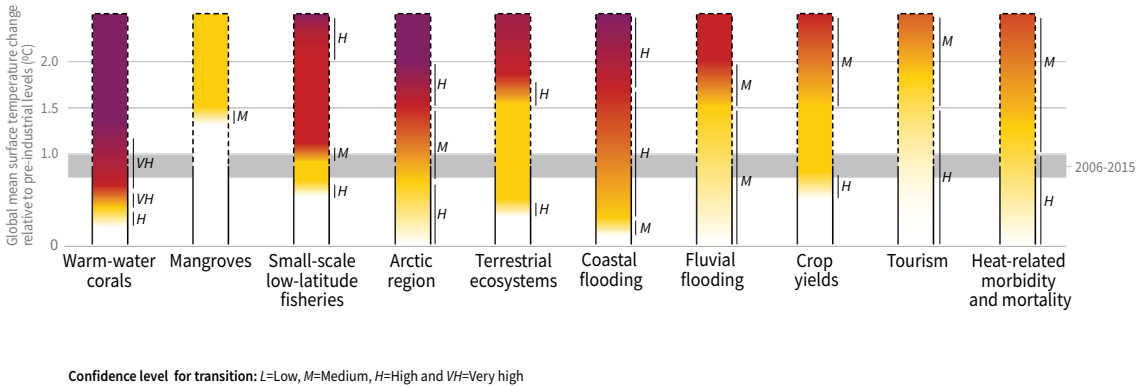 Global mean surface temperature change
relative to pre-industrial levels (⁰C)
2.0
1.5
1.0
0
H
VH
VH
M
H
M
H
H
M
H
H
H
H
H
M
M
M
M
H
M
H
M
H
2006-2015
Warm-water
corals
Mangroves
Small-scale
low-latitude
fisheries
Arctic
region
Terrestrial
ecosystems
Coastal
flooding
Fluvial
flooding
Crop
yields
Tourism
Heat-related
morbidity
and mortality
Confidence level for transition: L=Low, M=Medium, H=High and VH=Very high